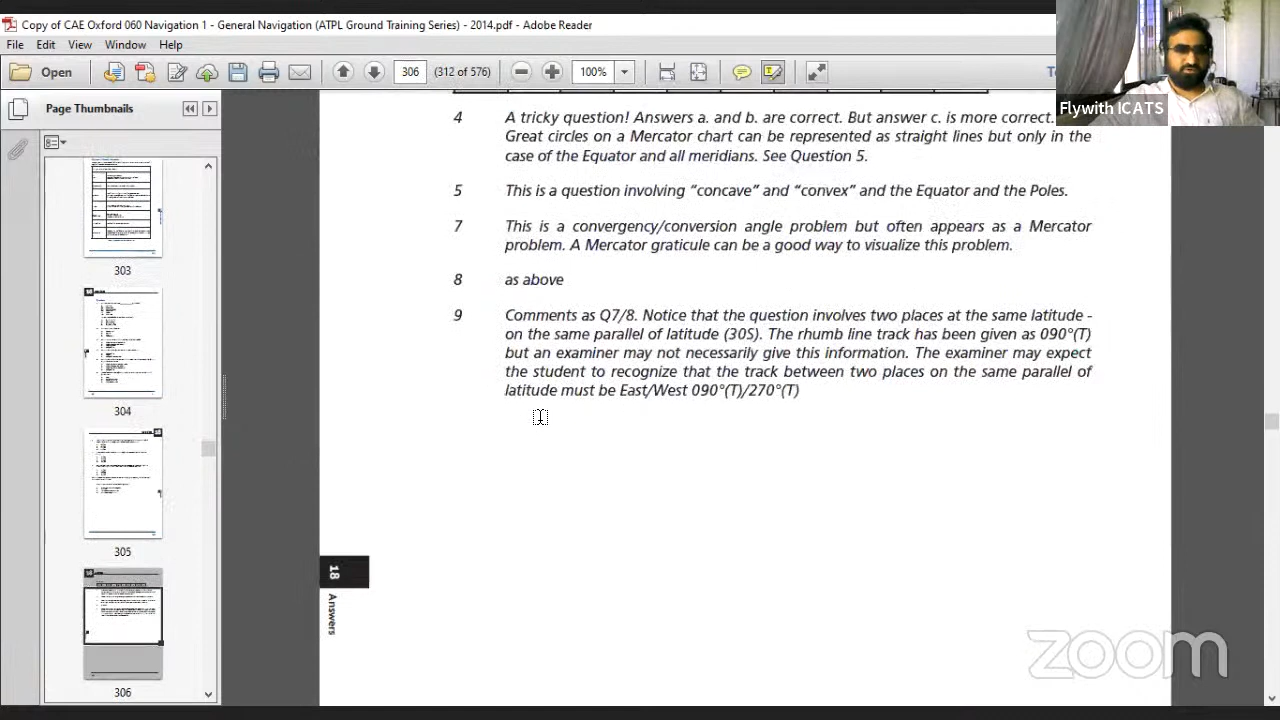 Copy of CAE Oxford 060 Navigation 1 - General Navigation (ATPL Ground Training Series) - 2014.pdf - Adobe Reader
File Edit View Window Help
Open 306 (312 of 576) 100%
Flywith ICATS
Page Thumbnails
303
304
305
306
4 A tricky question! Answers a. and b. are correct. But answer c. is more correct.
Great circles on a Mercator chart can be represented as straight lines but only in the
case of the Equator and all meridians. See Question 5.
5 This is a question involving “concave” and “convex” and the Equator and the Poles.
7 This is a convergency/conversion angle problem but often appears as a Mercator
problem. A Mercator graticule can be a good way to visualize this problem.
8 as above
9 Comments as Q7/8. Notice that the question involves two places at the same latitude -
on the same parallel of latitude (30S). The rhumb line track has been given as 090°(T)
but an examiner may not necessarily give this information. The examiner may expect
the student to recognize that the track between two places on the same parallel of
latitude must be East/West 090°(T)/270°(T)
18
Answers
zoom